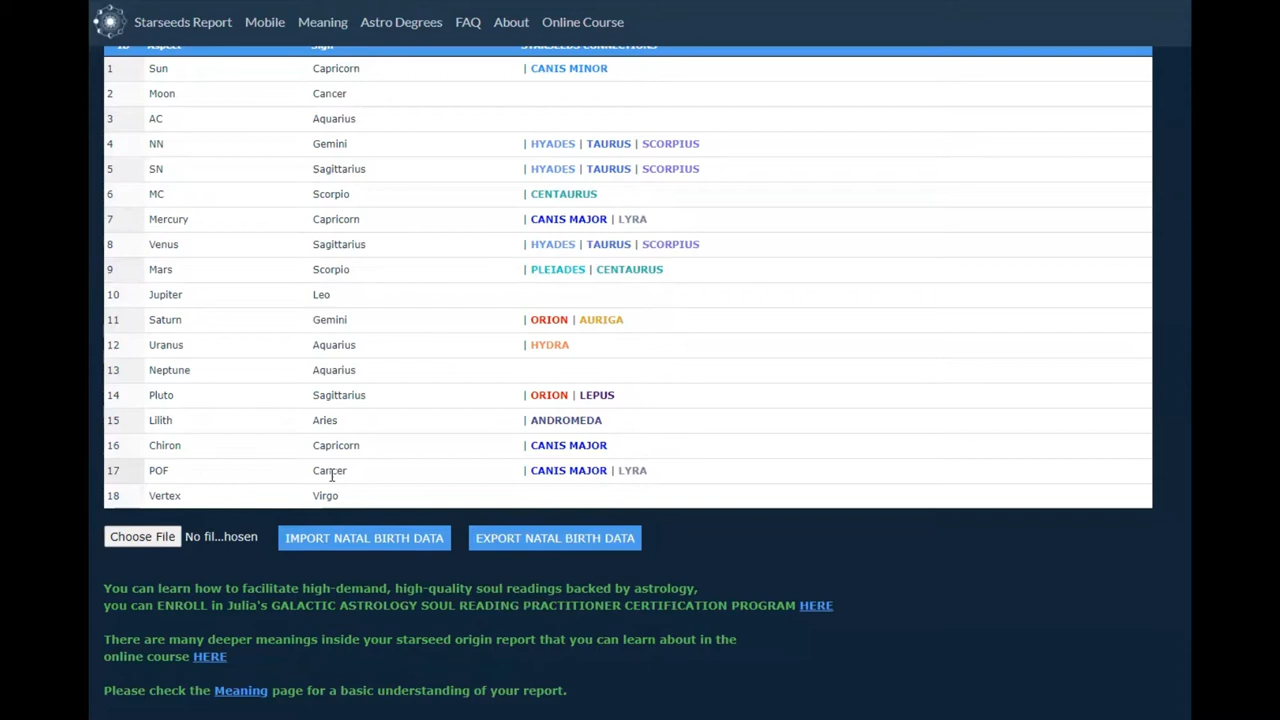 Starseeds Report Mobile Meaning Astro Degrees FAQ About Online Course
ID Aspect Sign STARSEEDS CONNECTIONS
1 Sun Capricorn | CANIS MINOR
2 Moon Cancer
3 AC Aquarius
4 NN Gemini | HYADES | TAURUS | SCORPIUS
5 SN Sagittarius | HYADES | TAURUS | SCORPIUS
6 MC Scorpio | CENTAURUS
7 Mercury Capricorn | CANIS MAJOR | LYRA
8 Venus Sagittarius | HYADES | TAURUS | SCORPIUS
9 Mars Scorpio | PLEIADES | CENTAURUS
10 Jupiter Leo
11 Saturn Gemini | ORION | AURIGA
12 Uranus Aquarius | HYDRA
13 Neptune Aquarius
14 Pluto Sagittarius | ORION | LEPUS
15 Lilith Aries | ANDROMEDA
16 Chiron Capricorn | CANIS MAJOR
17 POF Cancer | CANIS MAJOR | LYRA
18 Vertex Virgo
Choose File No fil...hosen IMPORT NATAL BIRTH DATA EXPORT NATAL BIRTH DATA
You can learn how to facilitate high-demand, high-quality soul readings backed by astrology,
you can ENROLL in Julia's GALACTIC ASTROLOGY SOUL READING PRACTITIONER CERTIFICATION PROGRAM HERE
There are many deeper meanings inside your starseed origin report that you can learn about in the
online course HERE
Please check the Meaning page for a basic understanding of your report.